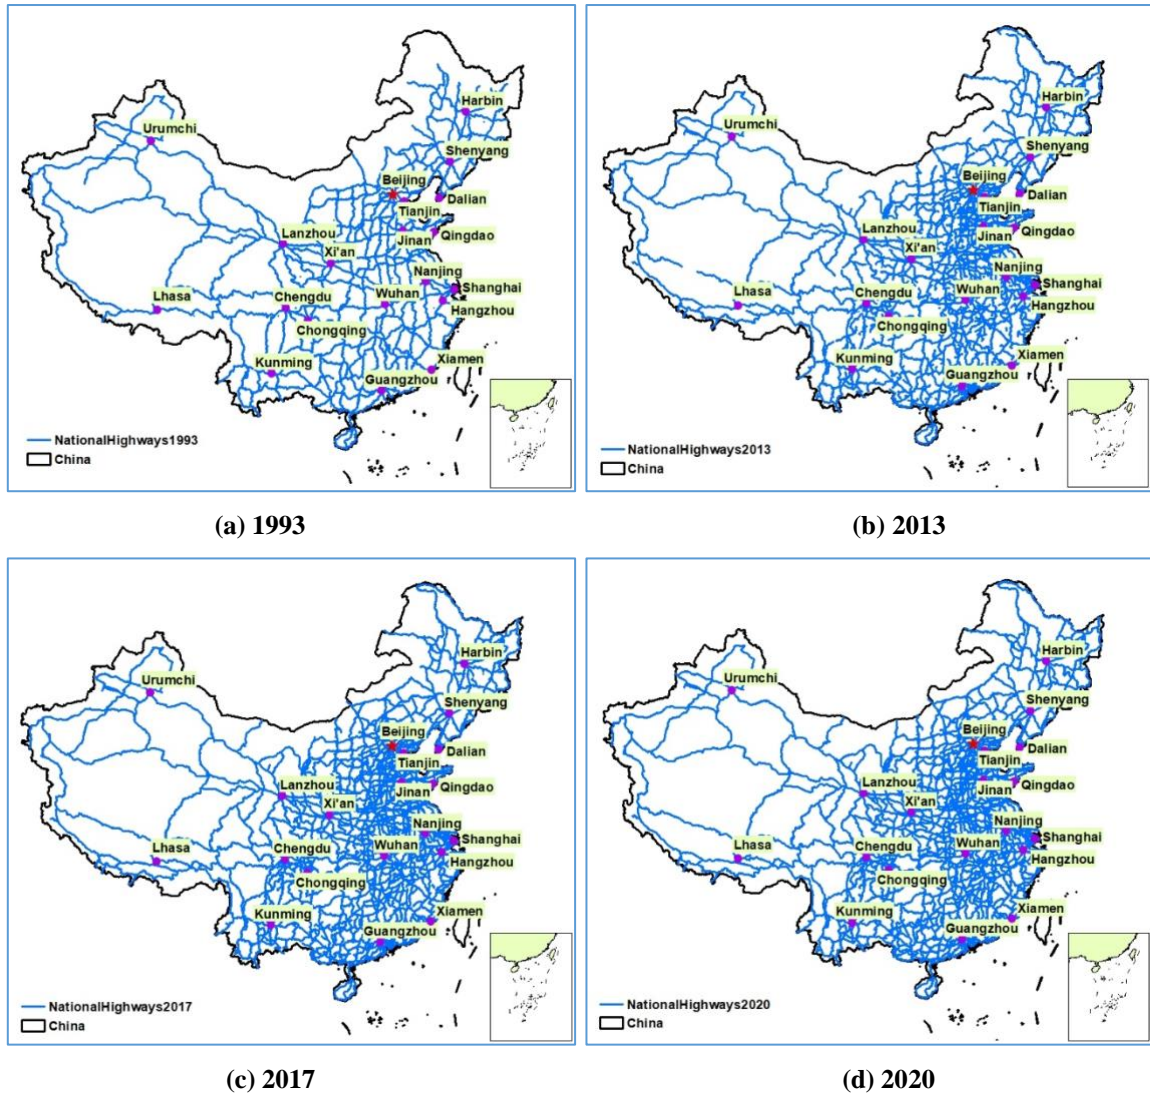 Harbin
Urumchi
Shenyang
Beijing
Dalian
Tianjin
Lanzhou
Jinan
Qingdao
Xi'an
Nanjing
Shanghai
Lhasa
Chengdu
Wuhan
Hangzhou
Chongqing
Kunming
Xiamen
Guangzhou
NationalHighways1993
China
(a) 1993
Harbin
Urumchi
Shenyang
Beijing
Dalian
Tianjin
Lanzhou
Jinan
Qingdao
Xi'an
Nanjing
Shanghai
Lhasa
Chengdu
Wuhan
Hangzhou
Chongqing
Kunming
Xiamen
Guangzhou
NationalHighways2013
China
(b) 2013
Harbin
Urumchi
Shenyang
Beijing
Dalian
Tianjin
Lanzhou
Jinan
Qingdao
Xi'an
Nanjing
Shanghai
Lhasa
Chengdu
Wuhan
Hangzhou
Chongqing
Kunming
Xiamen
Guangzhou
NationalHighways2017
China
(c) 2017
Harbin
Urumchi
Shenyang
Beijing
Dalian
Tianjin
Lanzhou
Jinan
Qingdao
Xi'an
Nanjing
Shanghai
Lhasa
Chengdu
Wuhan
Hangzhou
Chongqing
Kunming
Xiamen
Guangzhou
NationalHighways2020
China
(d) 2020